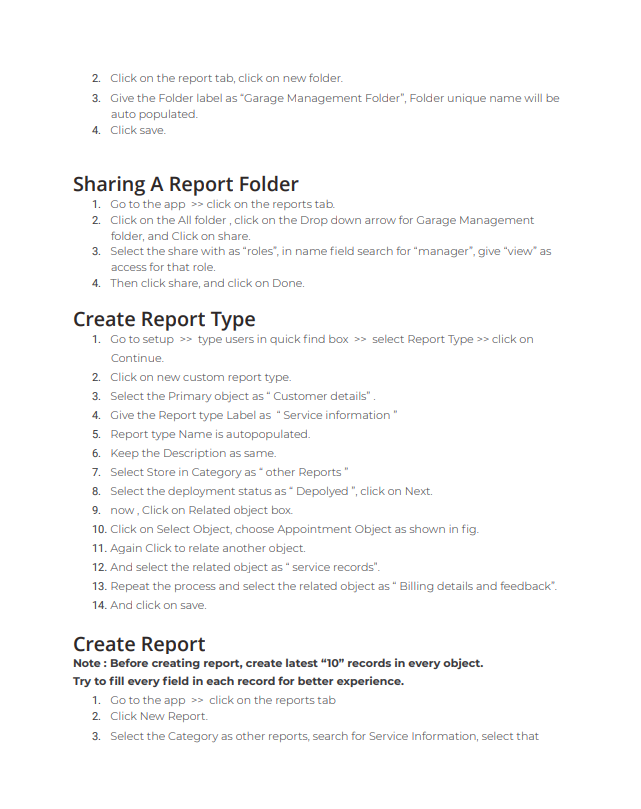 2. Click on the report tab, click on new folder.
3. Give the Folder label as “Garage Management Folder”, Folder unique name will be
auto populated.
4. Click save.
Sharing A Report Folder
1. Go to the app >> click on the reports tab.
2. Click on the All folder , click on the Drop down arrow for Garage Management
folder, and Click on share.
3. Select the share with as “roles”, in name field search for “manager”, give “view” as
access for that role.
4. Then click share, and click on Done.
Create Report Type
1. Go to setup >> type users in quick find box >> select Report Type >> click on
Continue.
2. Click on new custom report type.
3. Select the Primary object as “ Customer details” .
4. Give the Report type Label as “ Service information ”
5. Report type Name is autopopulated.
6. Keep the Description as same.
7. Select Store in Category as “ other Reports ”
8. Select the deployment status as “ Depolyed ”, click on Next.
9. now , Click on Related object box.
10. Click on Select Object, choose Appointment Object as shown in fig.
11. Again Click to relate another object.
12. And select the related object as “ service records”.
13. Repeat the process and select the related object as “ Billing details and feedback”.
14. And click on save.
Create Report
Note : Before creating report, create latest “10” records in every object.
Try to fill every field in each record for better experience.
1. Go to the app >> click on the reports tab
2. Click New Report.
3. Select the Category as other reports, search for Service Information, select that